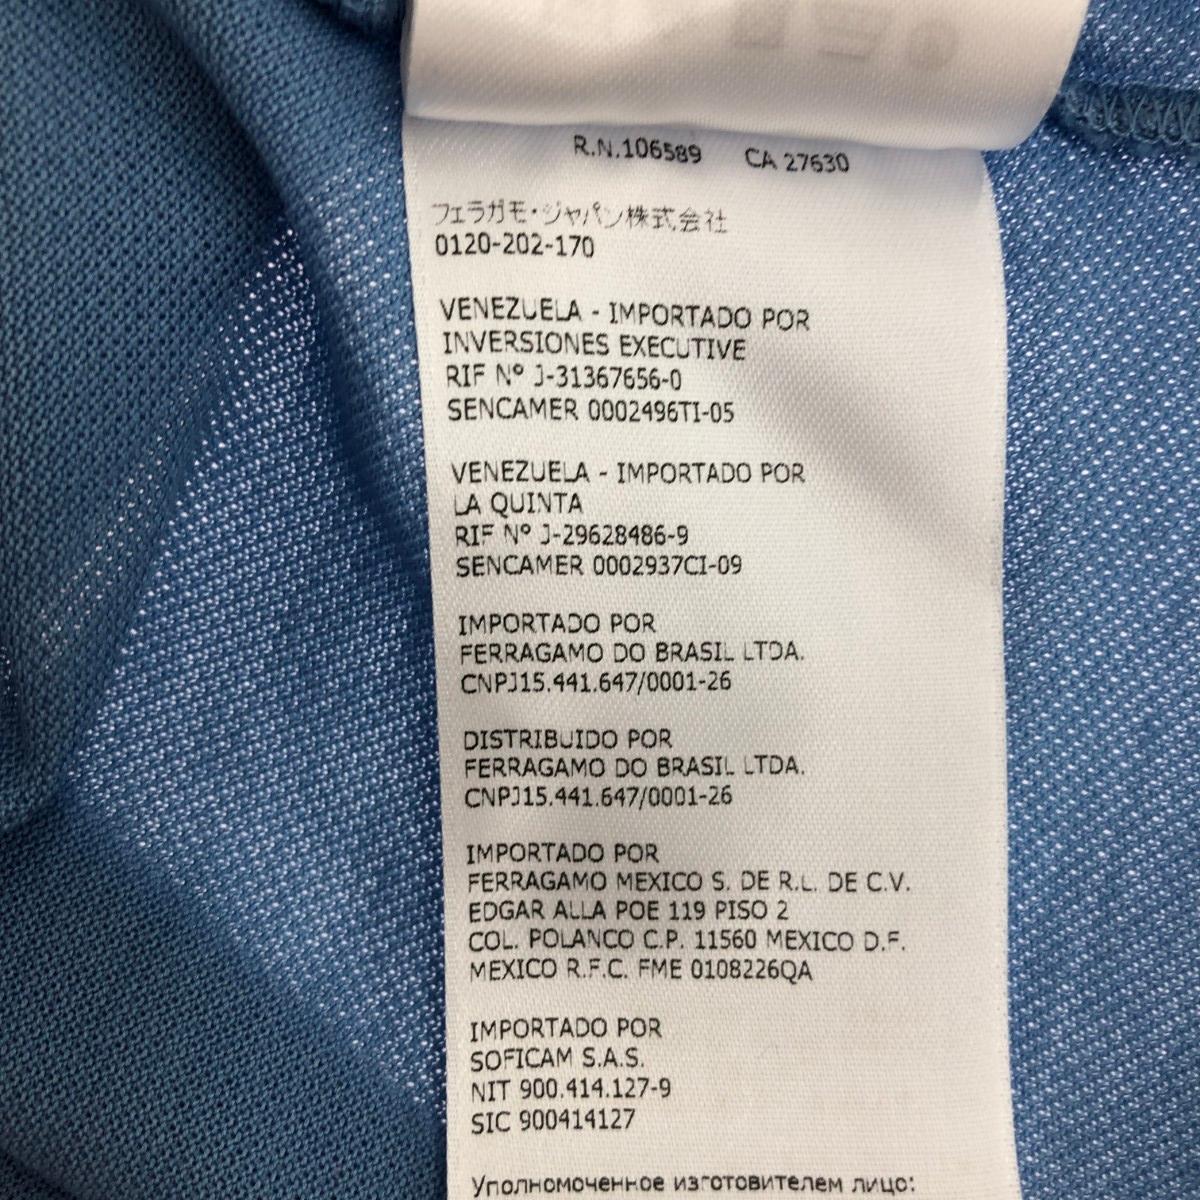 R.N.106589 CA 27630
フェラガモ・ジャパン株式会社
0120-202-170
VENEZUELA - IMPORTADO POR
INVERSIONES EXECUTIVE
RIF Nº J-31367656-0
SENCAMER 0002496TI-05
VENEZUELA - IMPORTADO POR
LA QUINTA
RIF Nº J-29628486-9
SENCAMER 0002937CI-09
IMPORTADO POR
FERRAGAMO DO BRASIL LTDA.
CNPJ15.441.647/0001-26
DISTRIBUIDO POR
FERRAGAMO DO BRASIL LTDA.
CNPJ15.441.647/0001-26
IMPORTADO POR
FERRAGAMO MEXICO S. DE R.L. DE C.V.
EDGAR ALLA POE 119 PISO 2
COL. POLANCO C.P. 11560 MEXICO D.F.
MEXICO R.F.C. FME 0108226QA
IMPORTADO POR
SOFICAM S.A.S.
NIT 900.414.127-9
SIC 900414127
Уполномоченное изготовителем лицо: